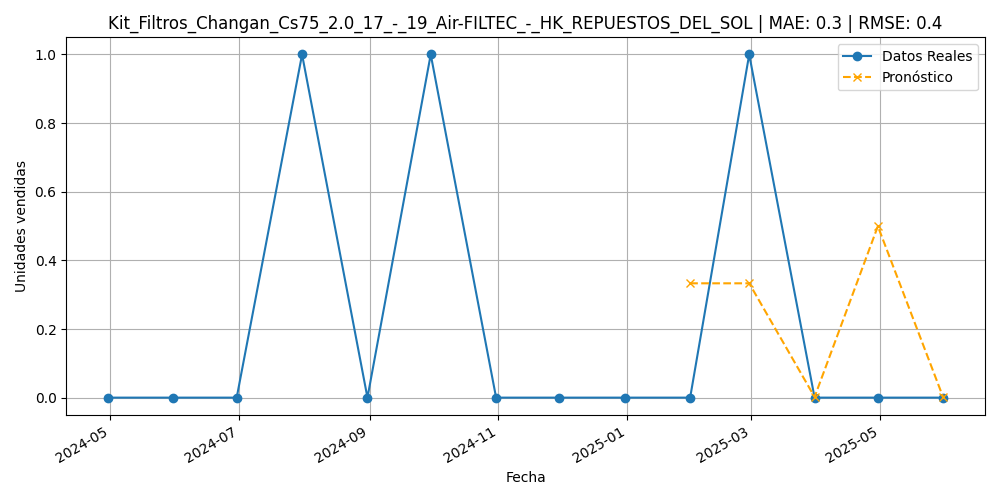 Kit_Filtros_Changan_Cs75_2.0_17_-_19_Air-FILTEC_-_HK_REPUESTOS_DEL_SOL | MAE: 0.3 | RMSE: 0.4
Datos Reales
Pronóstico
Unidades vendidas
1.0
0.8
0.6
0.4
0.2
0.0
2024-05
2024-07
2024-09
2024-11
2025-01
2025-03
2025-05
Fecha